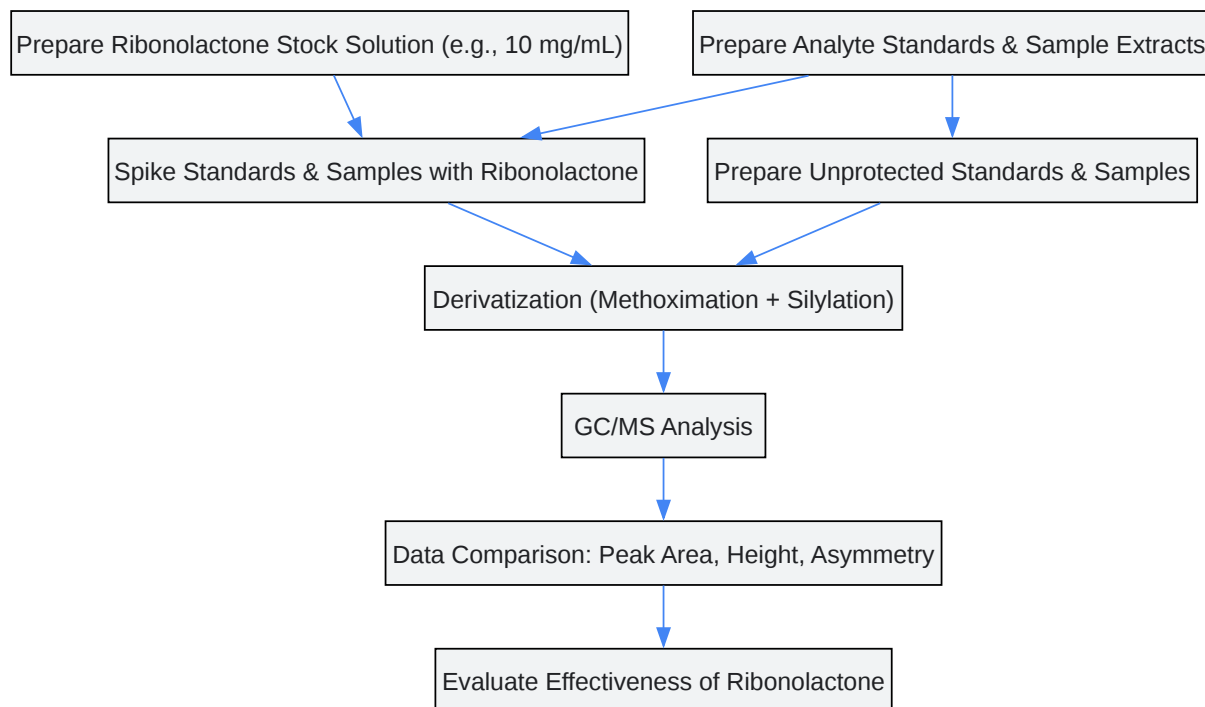 Prepare Ribonolactone Stock Solution (e.g., 10 mg/mL)
Prepare Analyte Standards & Sample Extracts
Spike Standards & Samples with Ribonolactone
Prepare Unprotected Standards & Samples
Derivatization (Methoximation + Silylation)
GC/MS Analysis
Data Comparison: Peak Area, Height, Asymmetry
Evaluate Effectiveness of Ribonolactone